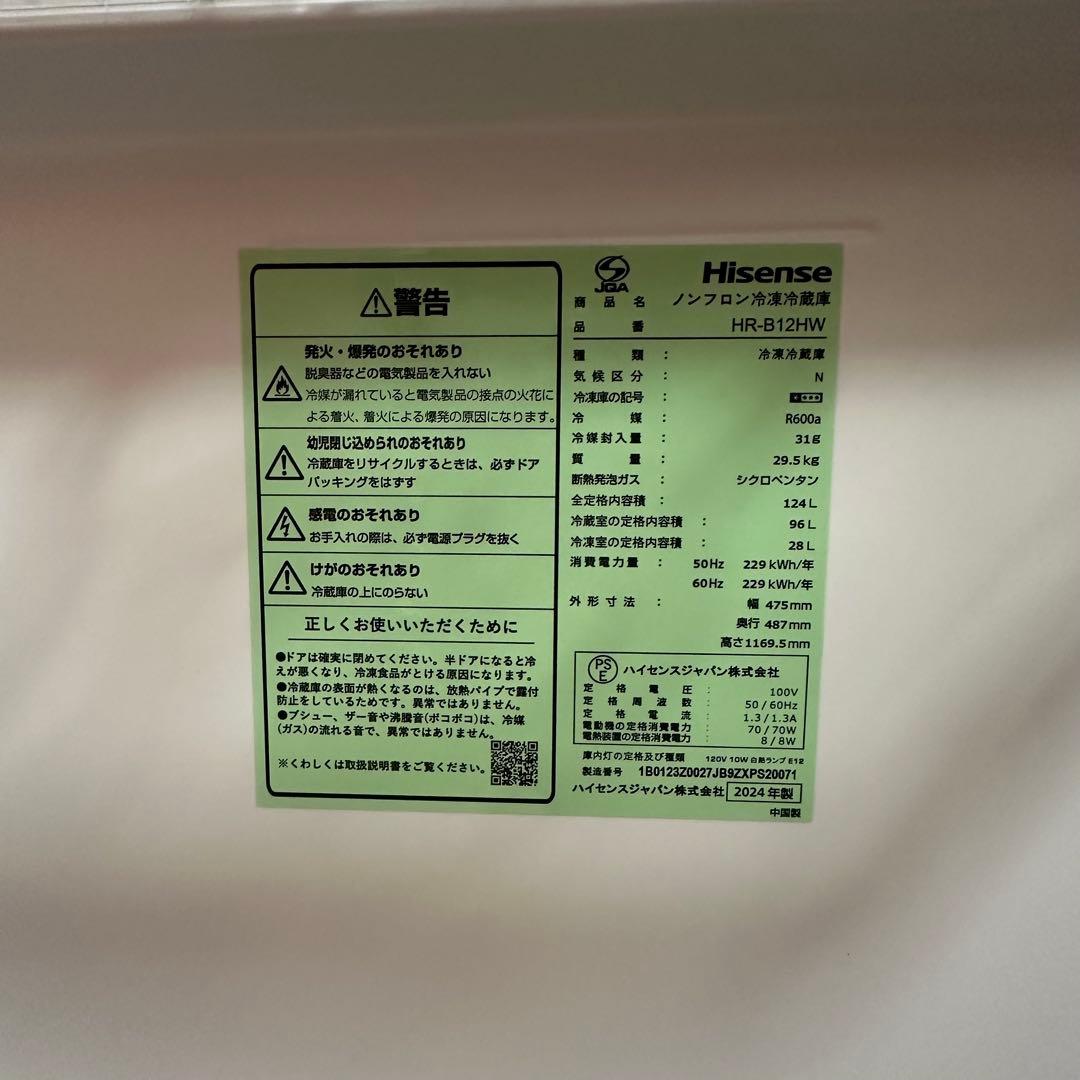 警告
発火・爆発のおそれあり
脱臭器などの電気製品を入れない
冷媒が漏れていると電気製品の接点の火花に
よる着火、着火による爆発の原因になります。
幼児閉じ込められのおそれあり
冷蔵庫をリサイクルするときは、必ずドア
パッキングをはずす
感電のおそれあり
お手入れの際は、必ず電源プラグを抜く
けがのおそれあり
冷蔵庫の上にのらない
正しくお使いいただくために
●ドアは確実に閉めてください。半ドアになると冷
えが悪くなり、冷凍食品がとける原因になります。
●冷蔵庫の表面が熱くなるのは、放熱パイプで露付
防止をしているためです。異常ではありません。
●プシュー、ザー音や沸騰音(ポコポコ)は、冷媒
(ガス)の流れる音で、異常ではありません。
※くわしくは取扱説明書をご覧ください。
JQA
Hisense
商品名 ノンフロン冷凍冷蔵庫
品番 HR-B12HW
種類： 冷凍冷蔵庫
気候区分： N
冷凍庫の記号：
冷媒： R600a
冷媒封入量： 31g
質量： 29.5kg
断熱発泡ガス： シクロペンタン
全定格内容積： 124L
冷蔵室の定格内容積： 96L
冷凍室の定格内容積： 28L
消費電力量： 50Hz 229kWh/年
60Hz 229kWh/年
外形寸法： 幅 475mm
奥行 487mm
高さ1169.5mm
PSE ハイセンスジャパン株式会社
定格電圧： 100V
定格周波数： 50/60Hz
定格電流： 1.3/1.3A
電動機の定格消費電力： 70/70W
電熱装置の定格消費電力： 8/8W
庫内灯の定格及び種類 120V 10W 白熱ランプ E12
製造番号 1B0123Z0027JB9ZXPS20071
ハイセンスジャパン株式会社 2024年製
中国製